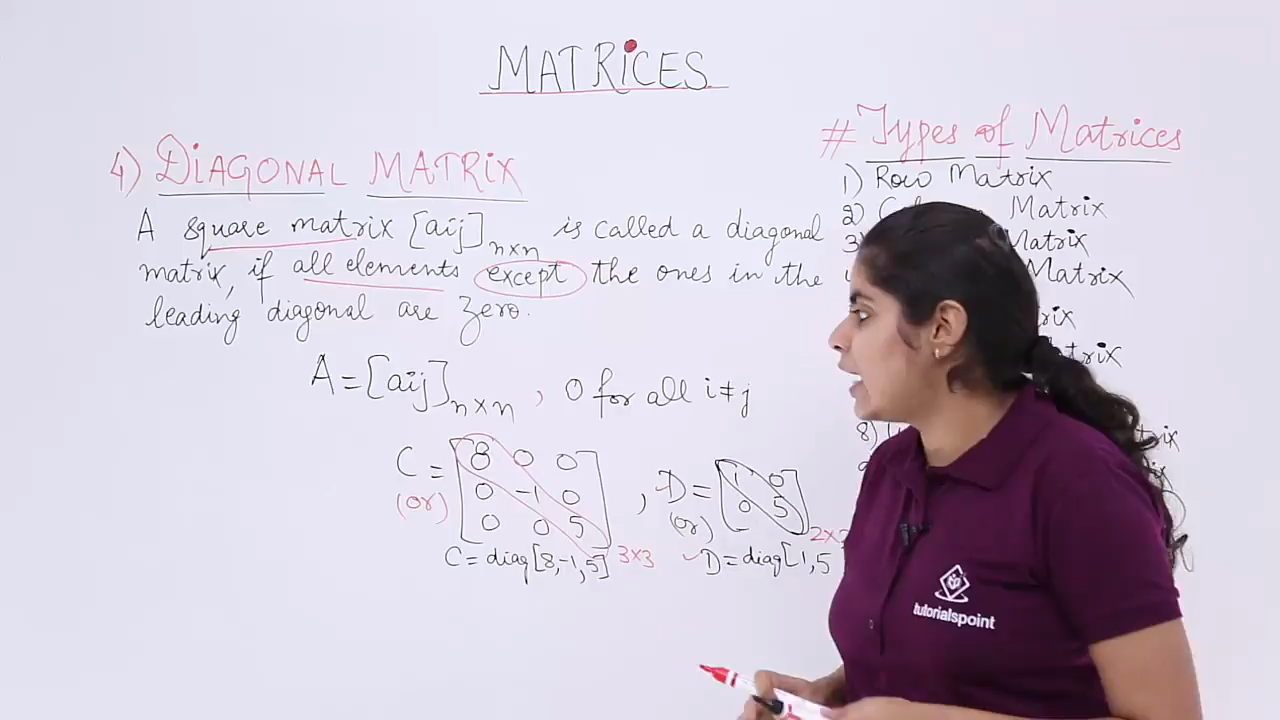 MATRICES
4) DIAGONAL MATRIX
A square matrix [aij]n×n is called a diagonal
matrix, if all elements except the ones in the
leading diagonal are zero.
A = [aij]n×n , 0 for all i≠j
C = [8 0 0
0 -1 0
0 0 5] 3×3
(or)
C = diag[8,-1,5]
, D = [1 0
0 5]
(or)
D = diag[1,5
# Types of Matrices
1) Row Matrix
2) Matrix
3) Matrix
Matrix
8)
tutorialspoint